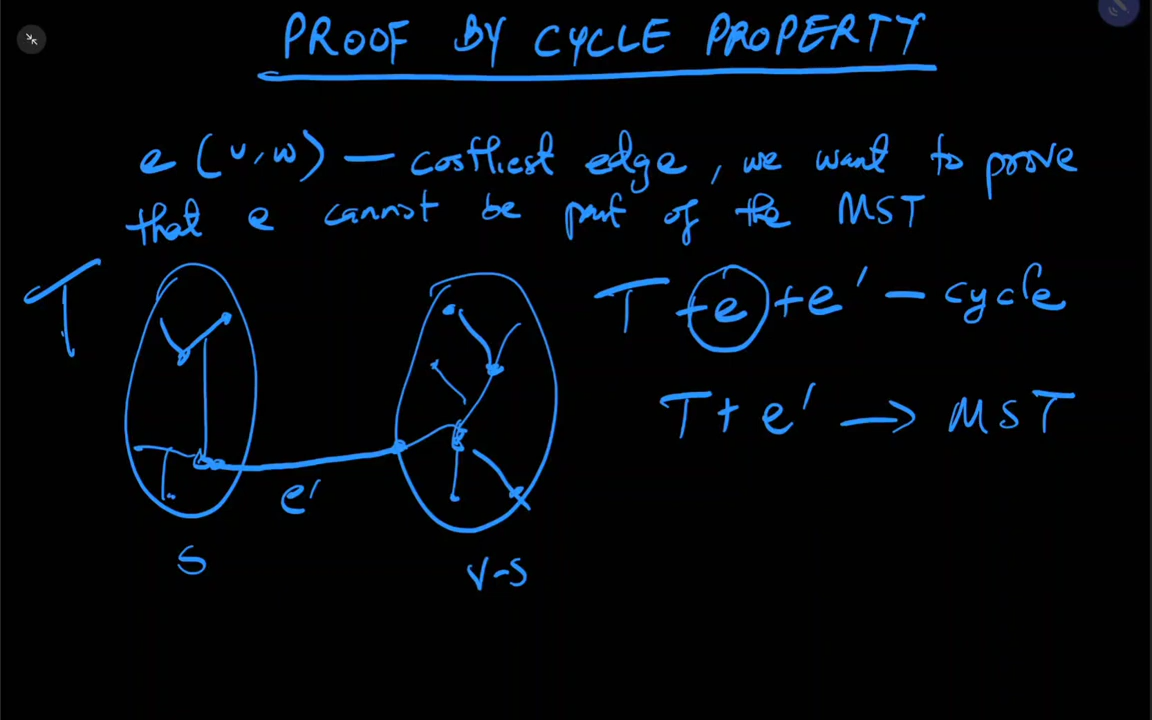 PROOF BY CYCLE PROPERTY
e (v,w) — costliest edge, we want to prove
that e cannot be part of the MST
T
T + e + e' — cycle
T + e' → MST
e'
S
V-S